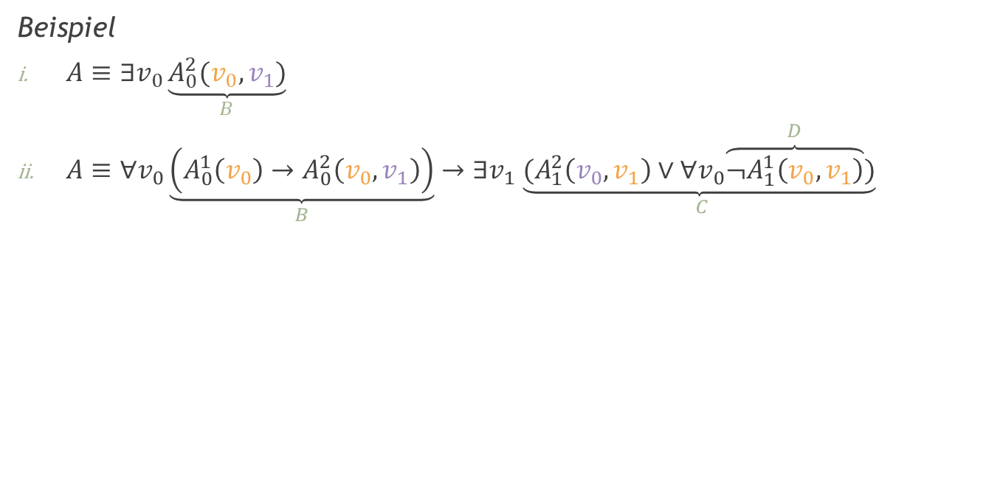 Beispiel
i. A ≡ ∃v₀ A₀²(v₀, v₁)
B
D
ii. A ≡ ∀v₀ (A₀¹(v₀) → A₀²(v₀, v₁)) → ∃v₁ (A₁²(v₀, v₁) ∨ ∀v₀¬A₁¹(v₀, v₁))
B C